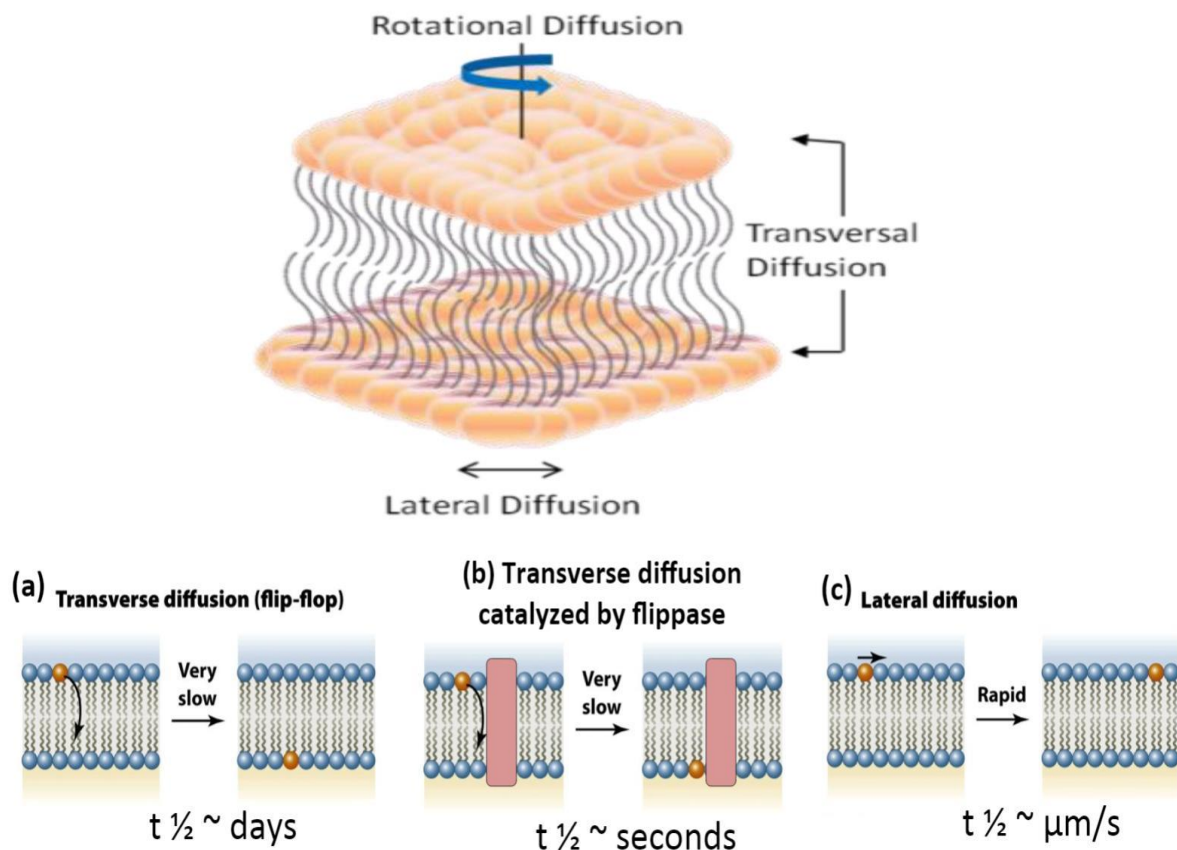 Rotational Diffusion
Transversal
Diffusion
Lateral Diffusion
(a) Transverse diffusion (flip-flop)
Very
slow
t ½ ~ days
(b) Transverse diffusion
catalyzed by flippase
Very
slow
t ½ ~ seconds
(c) Lateral diffusion
Rapid
t ½ ~ μm/s